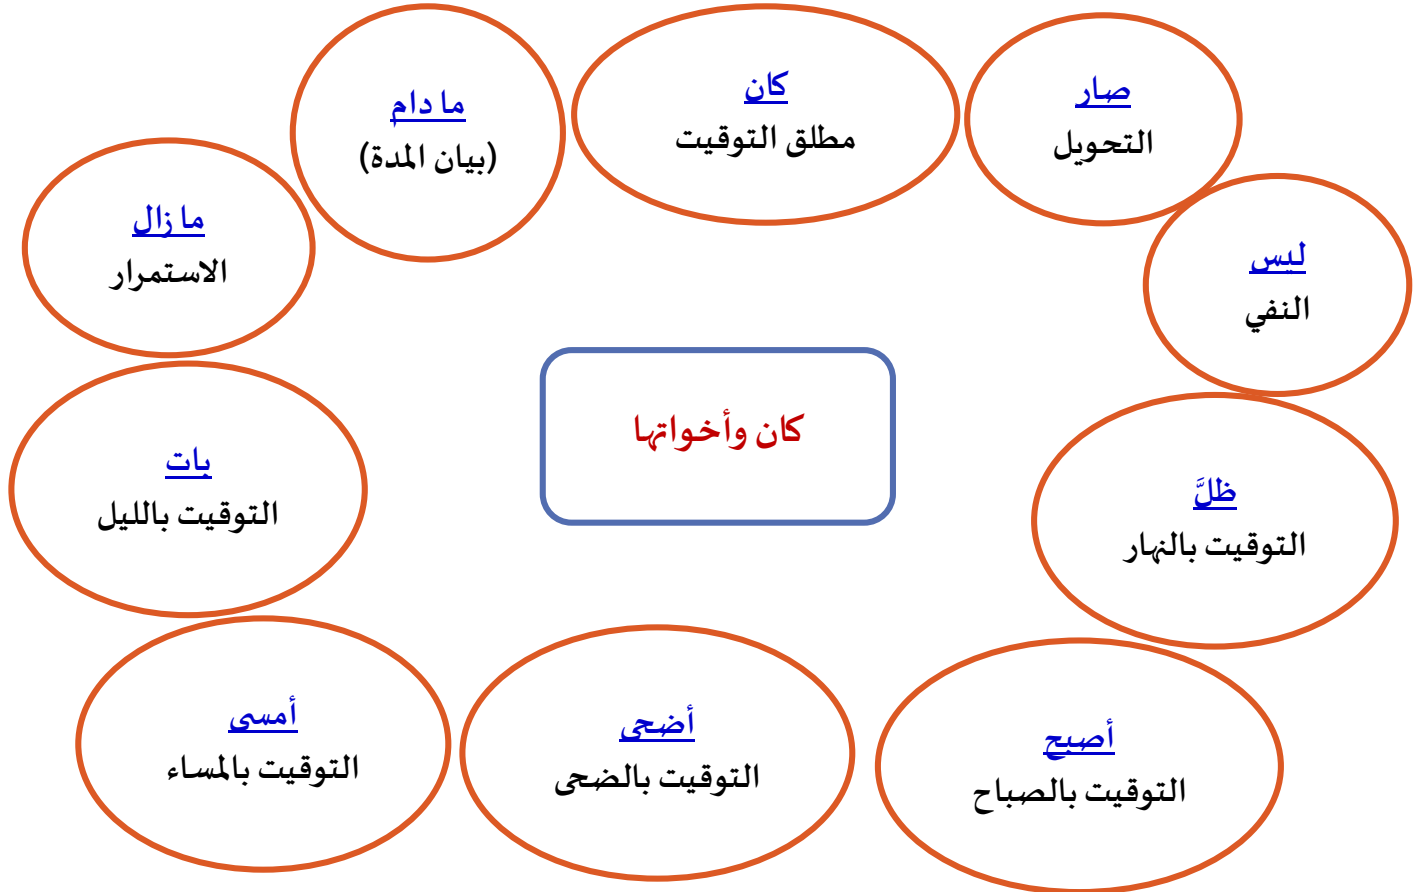 كان وأخواتها
كان
مطلق التوقيت
صار
التحويل
ليس
النفي
ظلَّ
التوقيت بالنهار
أصبح
التوقيت بالصباح
أضحى
التوقيت بالضحى
أمسى
التوقيت بالمساء
بات
التوقيت بالليل
ما زال
الاستمرار
ما دام
(بيان المدة)